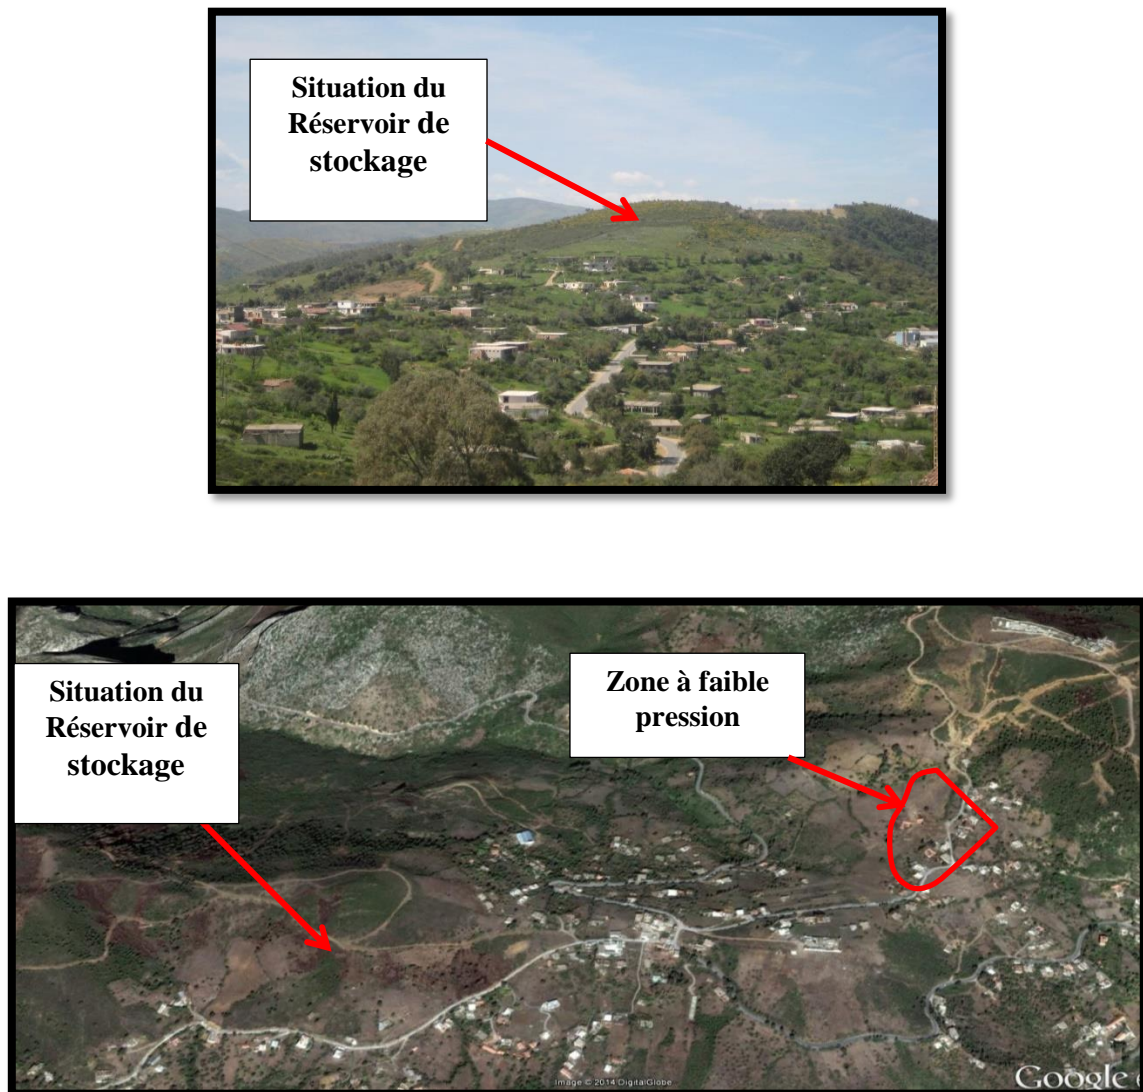 Situation du
Réservoir de
stockage
Situation du
Réservoir de
stockage
Zone à faible
pression
Image © 2014 DigitalGlobe
Google